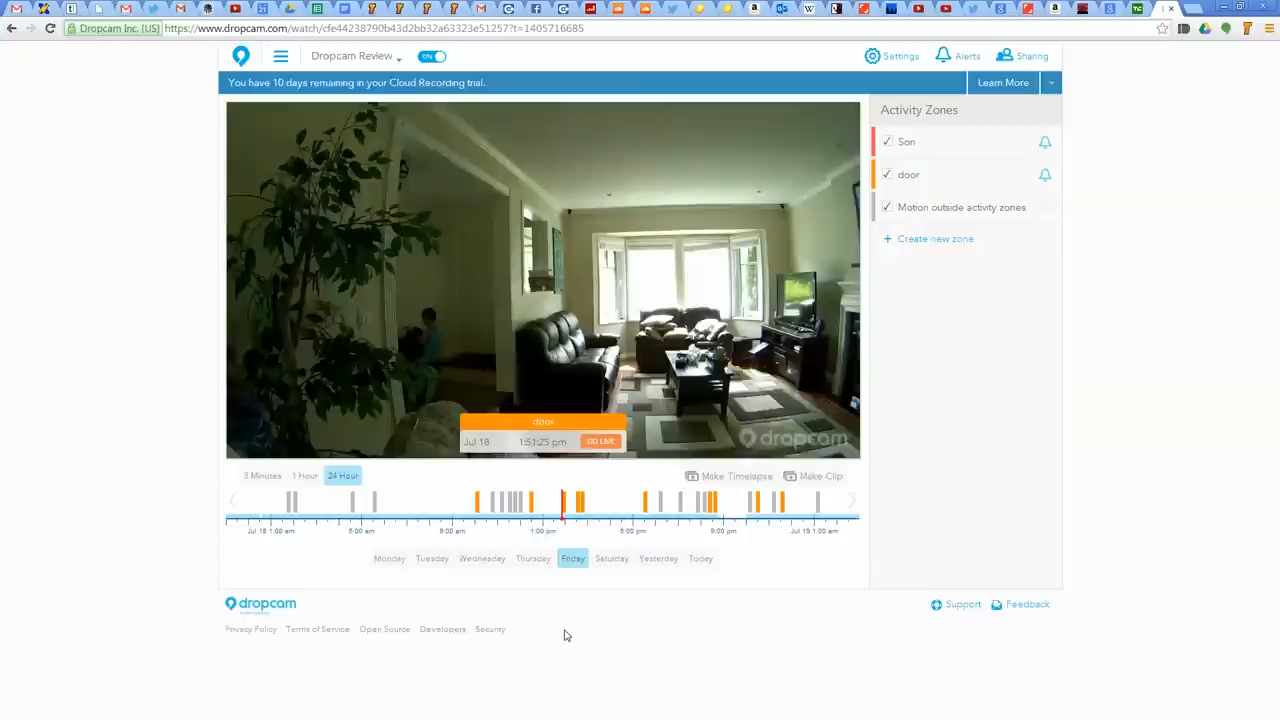 Dropcam Inc. [US] https://www.dropcam.com/watch/cfe44238790b43d2bb32a63323e51257?t=1405716685
Dropcam Review ON Settings Alerts Sharing
You have 10 days remaining in your Cloud Recording trial. Learn More
Activity Zones
Son
door
Motion outside activity zones
+ Create new zone
door
Jul 18 1:51:25 pm GO LIVE
dropcam
5 Minutes 1 Hour 24 Hour Make Timelapse Make Clip
Jul 18 1:00 am 5:00 am 9:00 am 1:00 pm 5:00 pm 9:00 pm Jul 19 1:00 am
Monday Tuesday Wednesday Thursday Friday Saturday Yesterday Today
dropcam
Support Feedback
Privacy Policy Terms of Service Open Source Developers Security